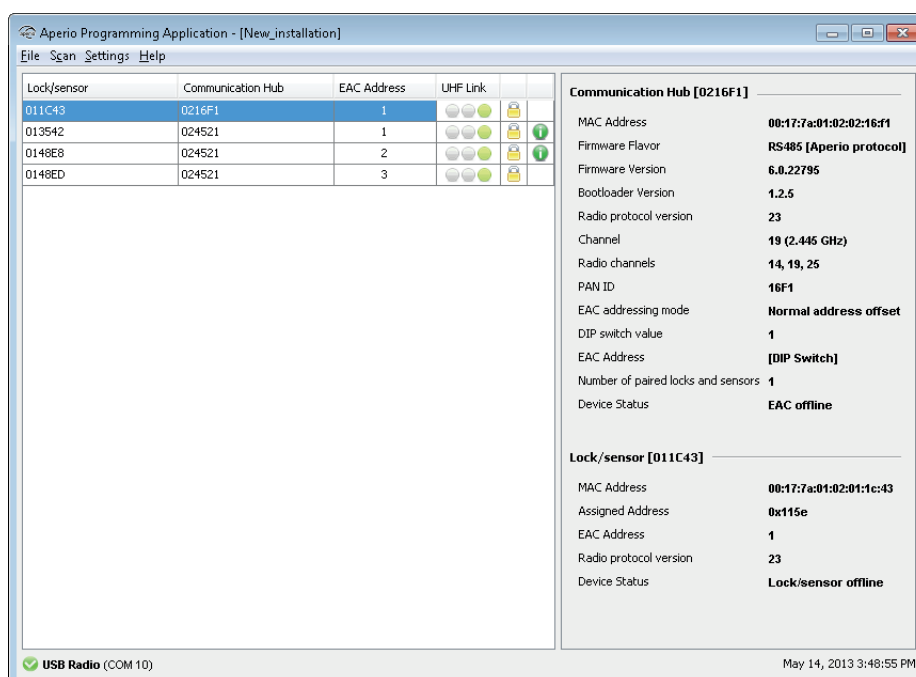 Aperio Programming Application - [New_installation]
File Scan Settings Help
Lock/sensor Communication Hub EAC Address UHF Link
011C43 0216F1 1
013542 024521 1
0148E8 024521 2
0148ED 024521 3
Communication Hub [0216F1]
MAC Address 00:17:7a:01:02:02:16:f1
Firmware Flavor RS485 [Aperio protocol]
Firmware Version 6.0.22795
Bootloader Version 1.2.5
Radio protocol version 23
Channel 19 (2.445 GHz)
Radio channels 14, 19, 25
PAN ID 16F1
EAC addressing mode Normal address offset
DIP switch value 1
EAC Address [DIP Switch]
Number of paired locks and sensors 1
Device Status EAC offline
Lock/sensor [011C43]
MAC Address 00:17:7a:01:02:01:1c:43
Assigned Address 0x115e
EAC Address 1
Radio protocol version 23
Device Status Lock/sensor offline
USB Radio (COM 10)
May 14, 2013 3:48:55 PM